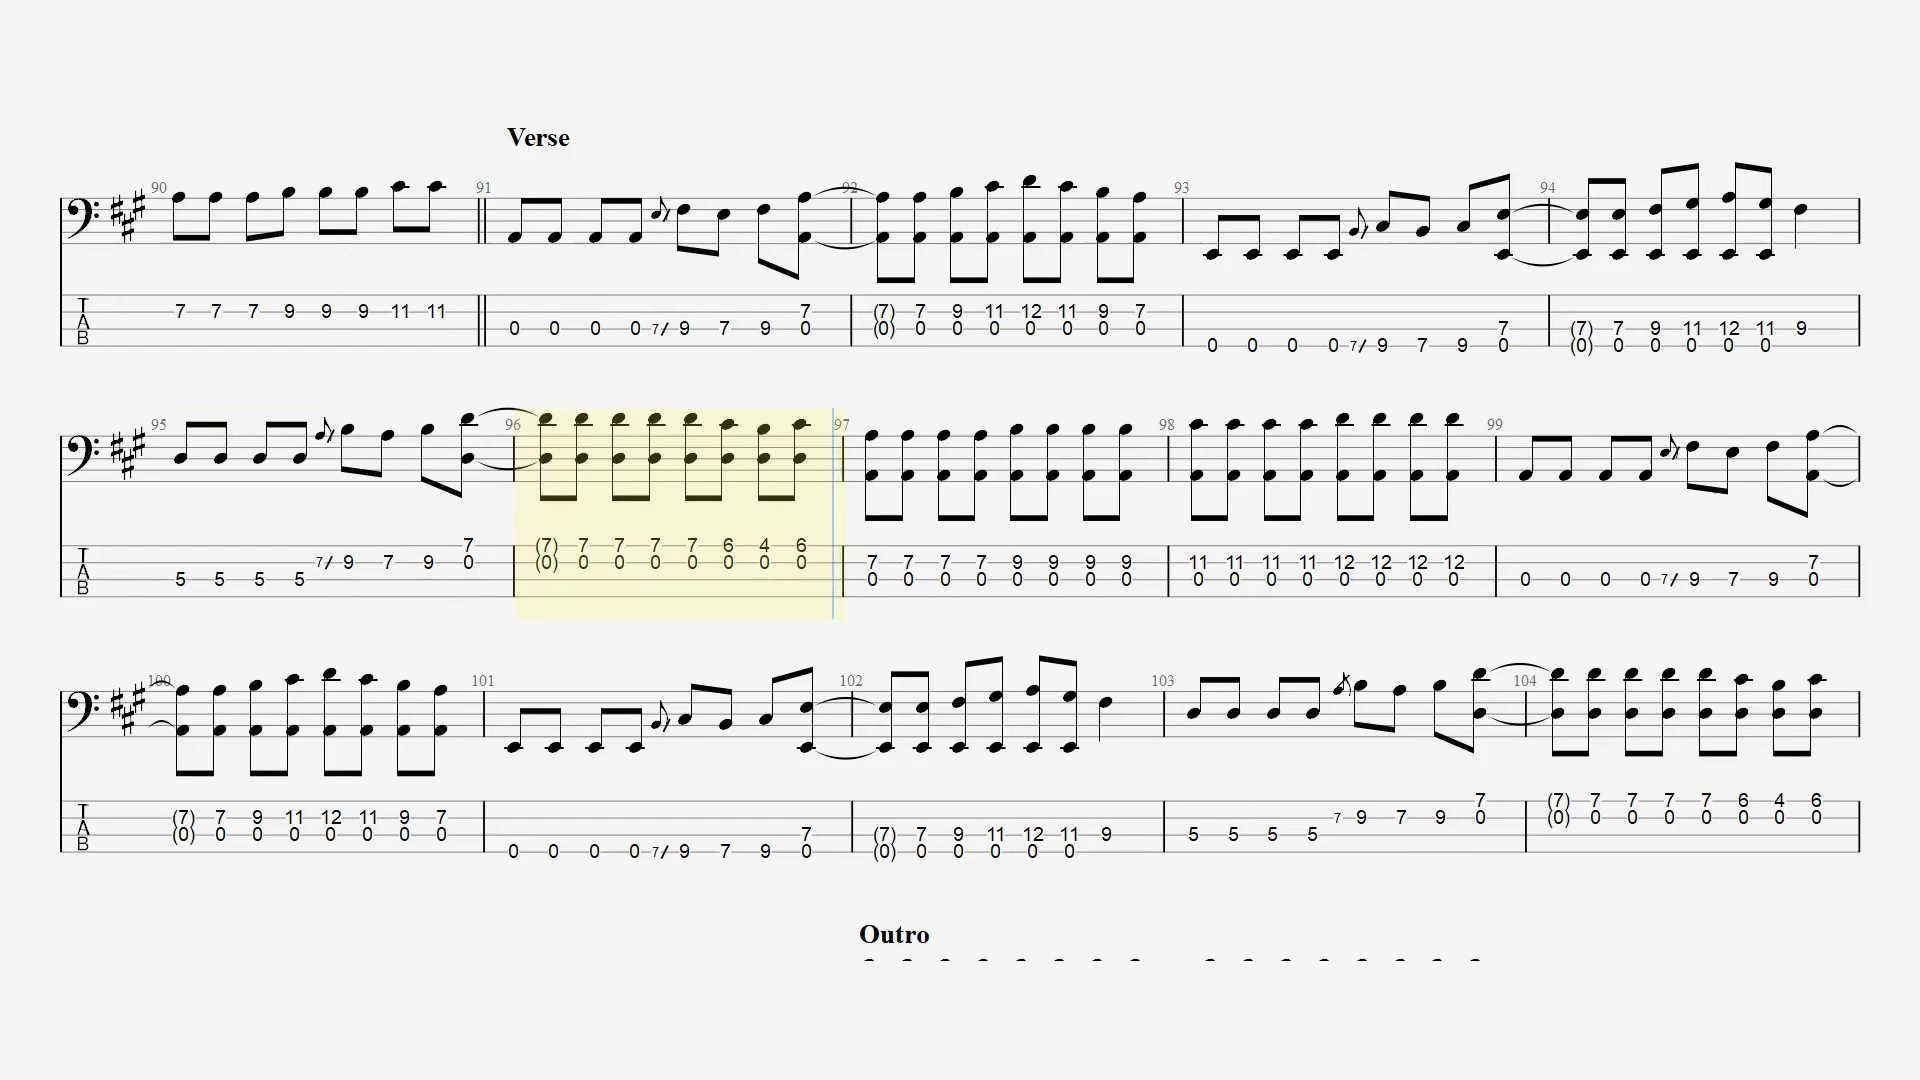 Verse
90 91 92 93 94
7 7 7 9 9 9 11 11 7 (7) 7 9 11 12 11 9 7
T A B 0 0 0 0 7/ 9 7 9 0 (0) 0 0 0 0 0 0 0 7 (7) 7 9 11 12 11 9
0 0 0 0 7/ 9 7 9 0 (0) 0 0 0 0 0
95 96 97 98 99
7 (7) 7 7 7 7 6 4 6
7/ 9 7 9 0 (0) 0 0 0 0 0 0 0 7 7 7 7 9 9 9 9 11 11 11 11 12 12 12 12 7
T A B 5 5 5 5 0 0 0 0 0 0 0 0 0 0 0 0 0 0 0 0 0 0 0 0 7/ 9 7 9 0
100 101 102 103 104
7 (7) 7 7 7 7 6 4 6
(7) 7 9 11 12 11 9 7 7 9 7 9 0 (0) 0 0 0 0 0 0 0
T A B (0) 0 0 0 0 0 0 0 7 (7) 7 9 11 12 11 9 5 5 5 5
0 0 0 0 7/ 9 7 9 0 (0) 0 0 0 0 0
Outro